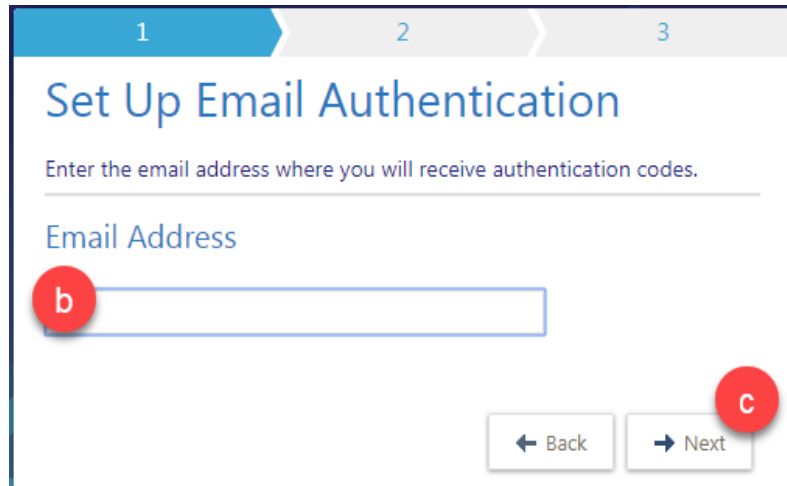 1 2 3
Set Up Email Authentication
Enter the email address where you will receive authentication codes.
Email Address
b
c
Back Next